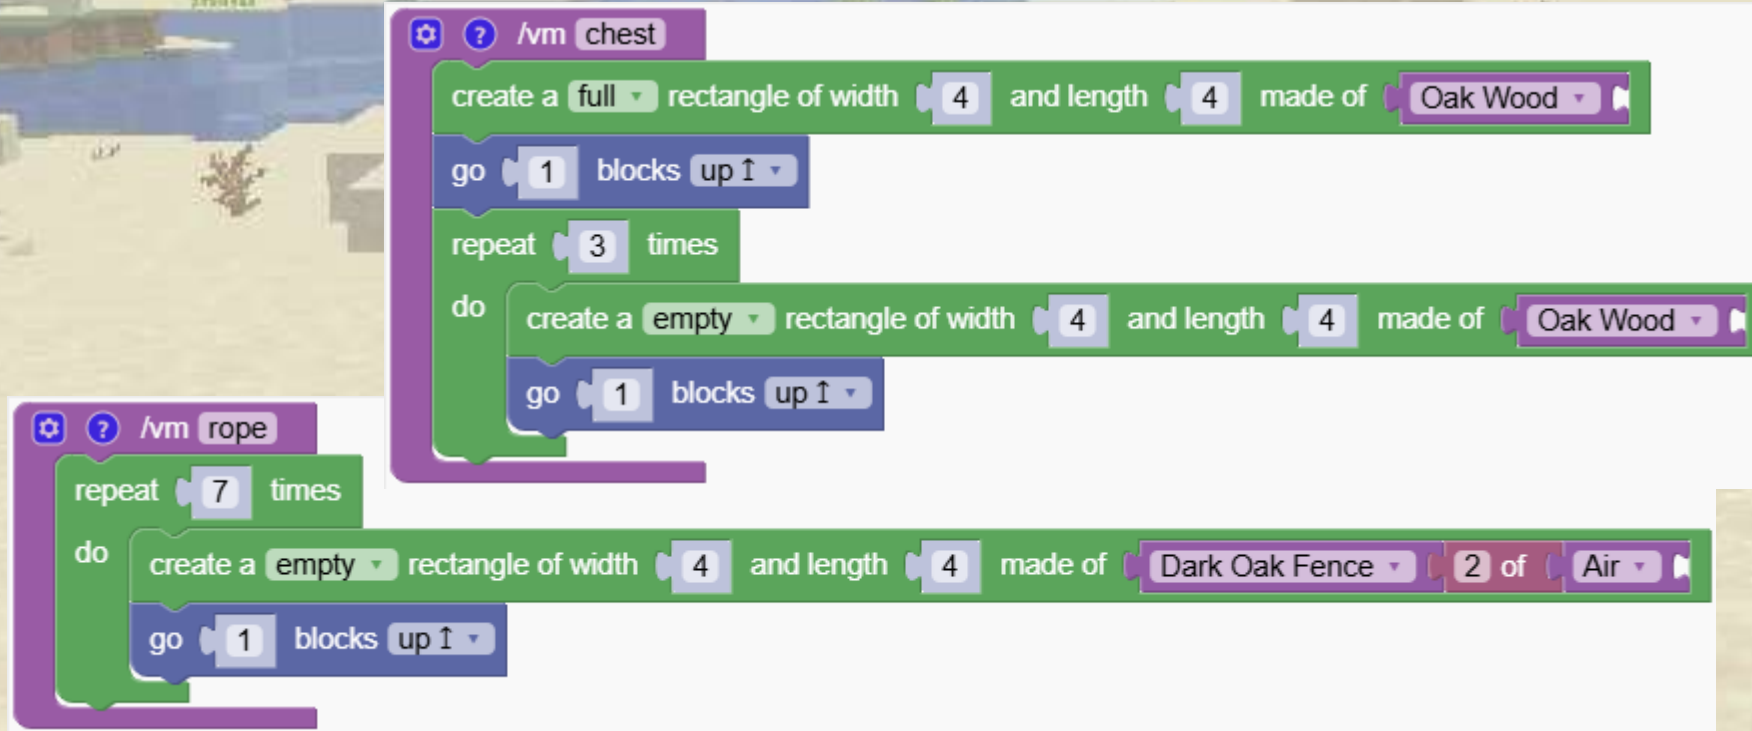 ? /vm chest
create a full rectangle of width 4 and length 4 made of Oak Wood
go 1 blocks up ↥
repeat 3 times
do create a empty rectangle of width 4 and length 4 made of Oak Wood
go 1 blocks up ↥
? /vm rope
repeat 7 times
do create a empty rectangle of width 4 and length 4 made of Dark Oak Fence 2 of Air
go 1 blocks up ↥